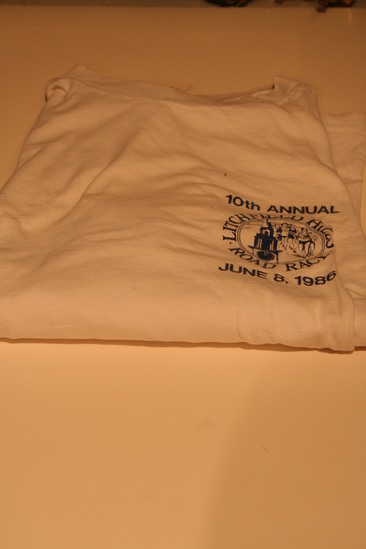 10th ANNUAL
LITCHFIELD HILLS
ROAD RACE
JUNE 8, 1986